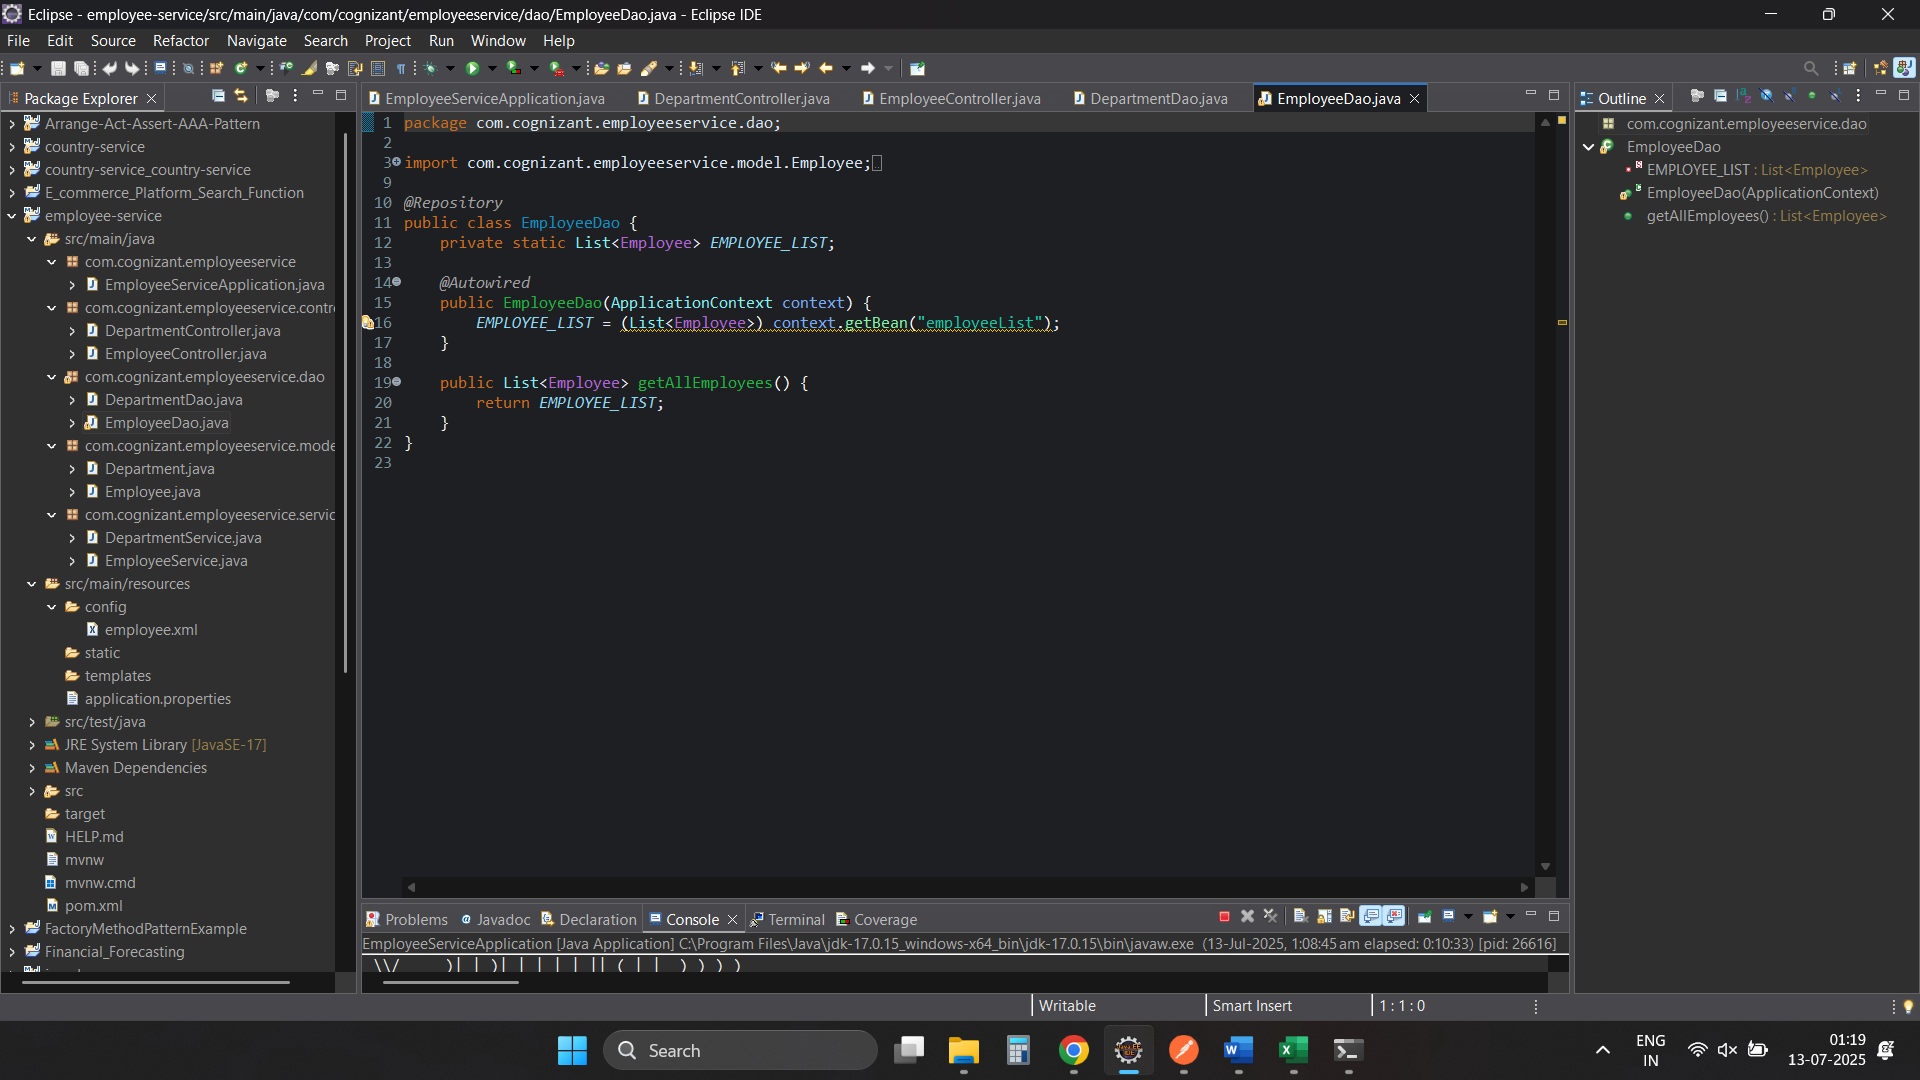 Eclipse - employee-service/src/main/java/com/cognizant/employeeservice/dao/EmployeeDao.java - Eclipse IDE
File Edit Source Refactor Navigate Search Project Run Window Help
Package Explorer
Arrange-Act-Assert-AAA-Pattern
country-service
country-service_country-service
E_commerce_Platform_Search_Function
employee-service
src/main/java
com.cognizant.employeeservice
EmployeeServiceApplication.java
com.cognizant.employeeservice.contr
DepartmentController.java
EmployeeController.java
com.cognizant.employeeservice.dao
DepartmentDao.java
EmployeeDao.java
com.cognizant.employeeservice.mode
Department.java
Employee.java
com.cognizant.employeeservice.servic
DepartmentService.java
EmployeeService.java
src/main/resources
config
employee.xml
static
templates
application.properties
src/test/java
JRE System Library [JavaSE-17]
Maven Dependencies
src
target
HELP.md
mvnw
mvnw.cmd
pom.xml
FactoryMethodPatternExample
Financial_Forecasting
EmployeeServiceApplication.java DepartmentController.java EmployeeController.java DepartmentDao.java EmployeeDao.java
1 package com.cognizant.employeeservice.dao;
2
3 import com.cognizant.employeeservice.model.Employee;
9
10 @Repository
11 public class EmployeeDao {
12 private static List<Employee> EMPLOYEE_LIST;
13
14 @Autowired
15 public EmployeeDao(ApplicationContext context) {
16 EMPLOYEE_LIST = (List<Employee>) context.getBean("employeeList");
17 }
18
19 public List<Employee> getAllEmployees() {
20 return EMPLOYEE_LIST;
21 }
22 }
23
Outline
com.cognizant.employeeservice.dao
EmployeeDao
EMPLOYEE_LIST : List<Employee>
EmployeeDao(ApplicationContext)
getAllEmployees() : List<Employee>
Problems Javadoc Declaration Console Terminal Coverage
EmployeeServiceApplication [Java Application] C:\Program Files\Java\jdk-17.0.15_windows-x64_bin\jdk-17.0.15\bin\javaw.exe (13-Jul-2025, 1:08:45 am elapsed: 0:10:33) [pid: 26616]
Writable Smart Insert 1 : 1 : 0
Search
ENG
IN
01:19
13-07-2025